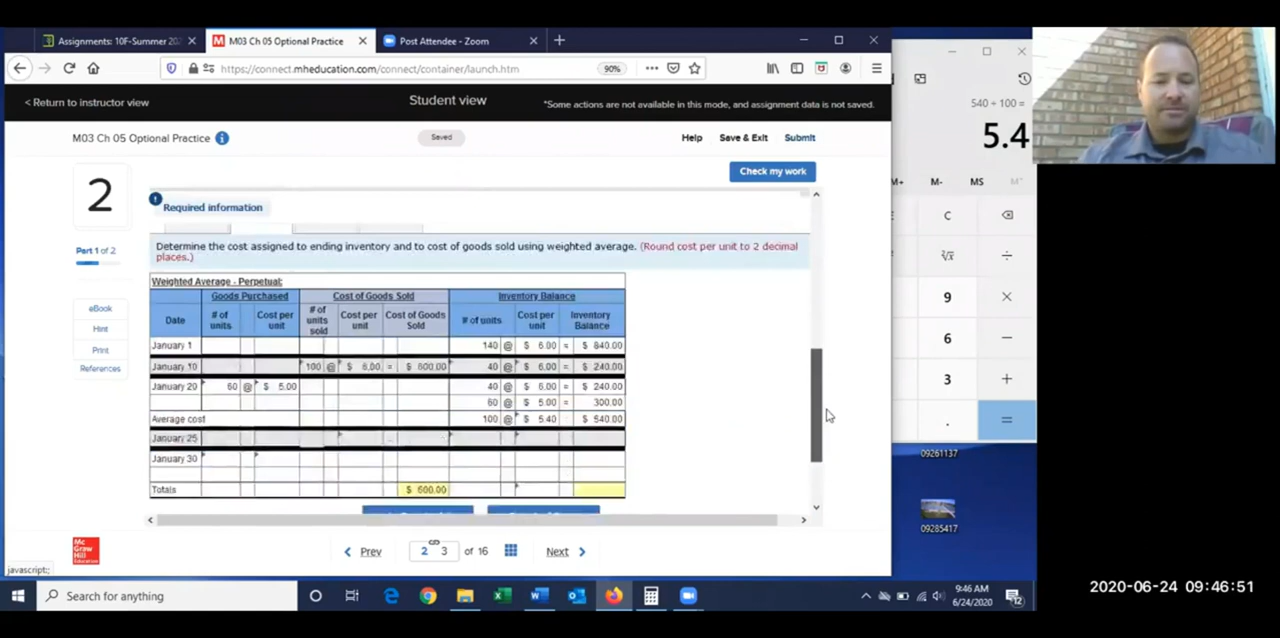 Assignments: 10F-Summer 202
M03 Ch 05 Optional Practice
Post Attendee - Zoom
https://connect.mheducation.com/connect/container/launch.htm
90%
< Return to instructor view
Student view
*Some actions are not available in this mode, and assignment data is not saved.
M03 Ch 05 Optional Practice
Saved
Help
Save & Exit
Submit
Check my work
2
Part 1 of 2
eBook
Hint
Print
References
Required information
Determine the cost assigned to ending inventory and to cost of goods sold using weighted average. (Round cost per unit to 2 decimal
places.)
Weighted Average - Perpetual:
Goods Purchased Cost of Goods Sold Inventory Balance
Date # of units Cost per unit # of units sold Cost per unit Cost of Goods Sold # of units Cost per unit Inventory Balance
January 1 140 @ $ 6.00 = $ 840.00
January 10 100 @ $ 6.00 = $ 600.00 40 @ $ 6.00 = $ 240.00
January 20 60 @ $ 5.00 40 @ $ 6.00 = $ 240.00
60 @ $ 5.00 = 300.00
Average cost 100 @ $ 5.40 $ 540.00
January 25
January 30
Totals $ 600.00
Mc
Graw
Hill
Education
Prev
2 3 of 16
Next
javascript:;
540 ÷ 100 =
5.4
M+ M- MS M˅
C
²√x ÷
9 ×
6 −
3 +
. =
09261137
09285417
Search for anything
9:46 AM
6/24/2020
12
2020-06-24 09:46:51